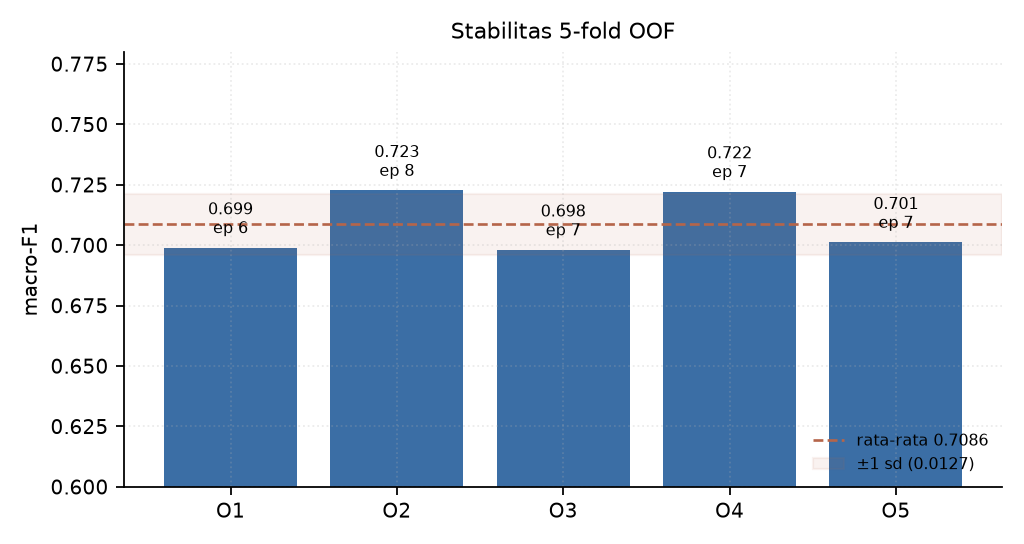 Stabilitas 5-fold OOF
macro-F1
0.775
0.750
0.725
0.700
0.675
0.650
0.625
0.600
0.699
ep 6
0.723
ep 8
0.698
ep 7
0.722
ep 7
0.701
ep 7
rata-rata 0.7086
±1 sd (0.0127)
O1
O2
O3
O4
O5